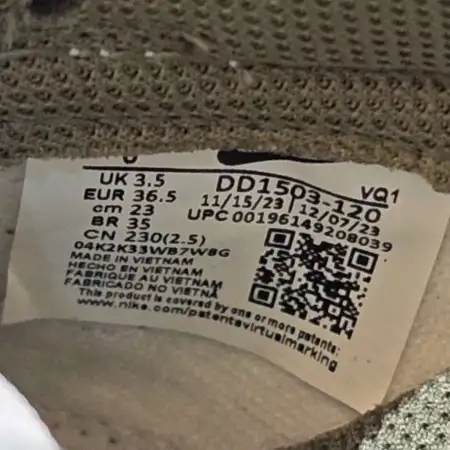 UK 3.5
EUR 36.5
cm 23
BR 35
CN 230(2.5)
04K2K33WB7W8G
MADE IN VIETNAM
HECHO EN VIETNAM
FABRIQUE AU VIETNAM
FABRICADO NO VIETNÃ
This product is covered by one or more patents:
www.nike.com/patentsvirtualmarking
DD1503-120 VQ1
11/15/23 12/07/23
UPC 00196149208039